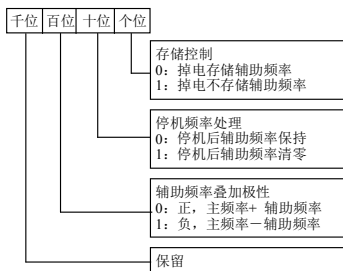 千位 百位 十位 个位
存储控制
0：掉电存储辅助频率
1：掉电不存储辅助频率
停机频率处理
0：停机后辅助频率保持
1：停机后辅助频率清零
辅助频率叠加极性
0：正，主频率+ 辅助频率
1：负，主频率－辅助频率
保留